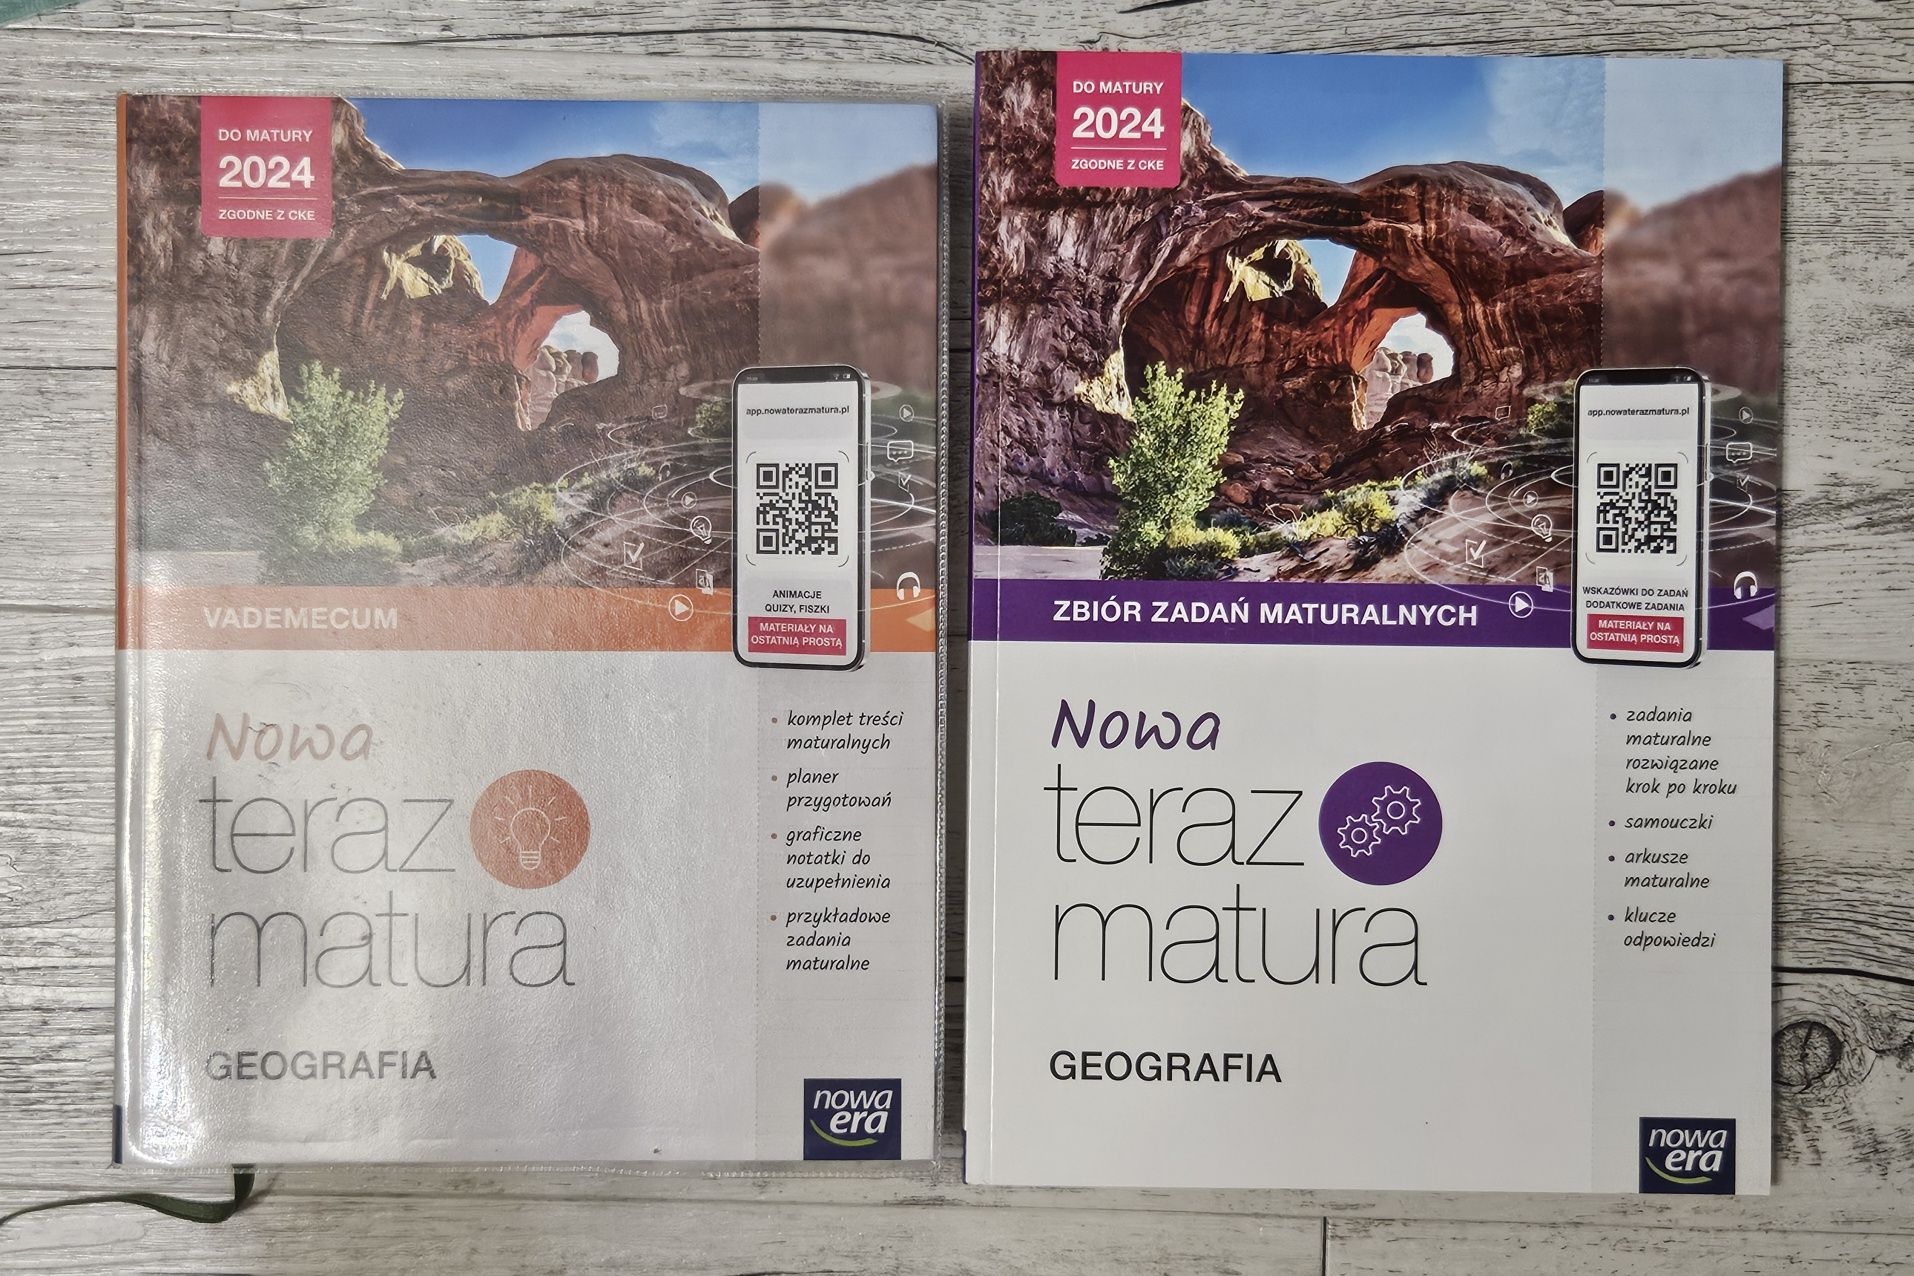 DO MATURY
2024
ZGODNE Z CKE
app.nowaterazmatura.pl
ANIMACJE
QUIZY, FISZKI
MATERIAŁY NA
OSTATNIĄ PROSTĄ
VADEMECUM
Nowa
teraz
matura
GEOGRAFIA
• komplet treści
maturalnych
• planer
przygotowań
• graficzne
notatki do
uzupełnienia
• przykładowe
zadania
maturalne
nowa
era
DO MATURY
2024
ZGODNE Z CKE
app.nowaterazmatura.pl
WSKAZÓWKI DO ZADAŃ
DODATKOWE ZADANIA
MATERIAŁY NA
OSTATNIĄ PROSTĄ
ZBIÓR ZADAŃ MATURALNYCH
Nowa
teraz
matura
GEOGRAFIA
• zadania
maturalne
rozwiązane
krok po kroku
• samouczki
• arkusze
maturalne
• klucze
odpowiedzi
nowa
era